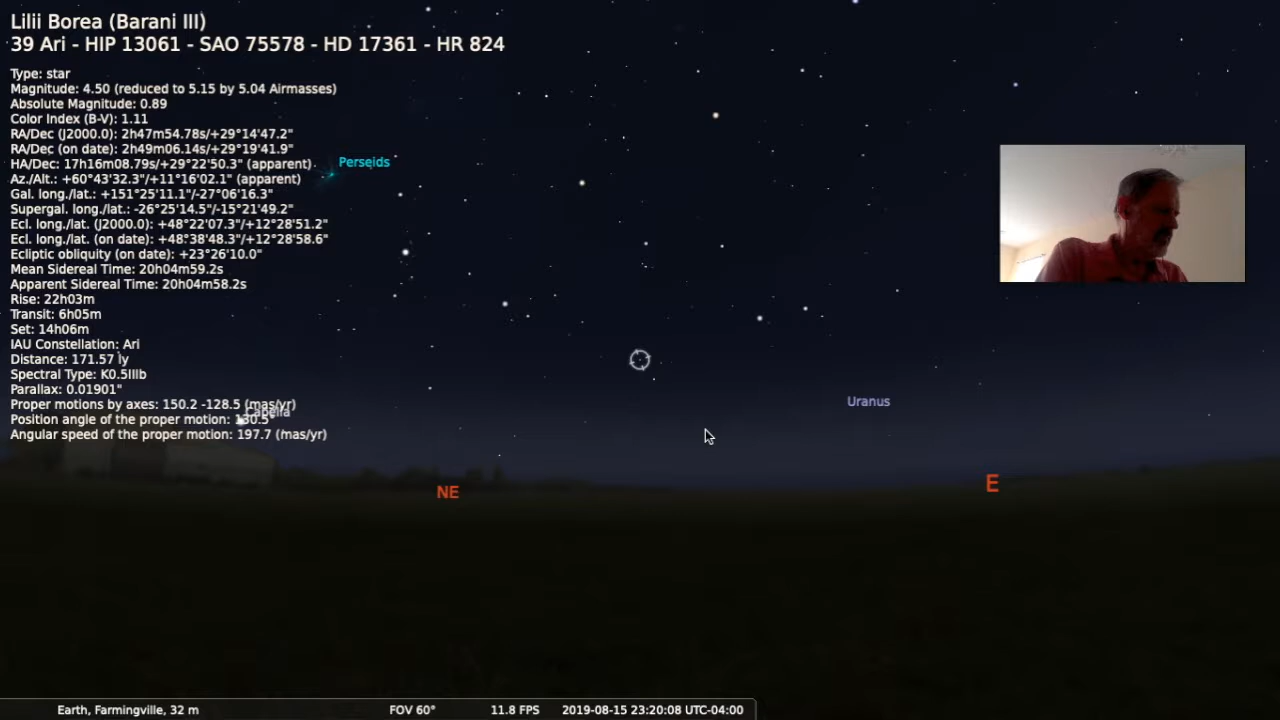 Lilii Borea (Barani III)
39 Ari - HIP 13061 - SAO 75578 - HD 17361 - HR 824
Type: star
Magnitude: 4.50 (reduced to 5.15 by 5.04 Airmasses)
Absolute Magnitude: 0.89
Color Index (B-V): 1.11
RA/Dec (J2000.0): 2h47m54.78s/+29°14'47.2"
RA/Dec (on date): 2h49m06.14s/+29°19'41.9"
HA/Dec: 17h16m08.79s/+29°22'50.3" (apparent)
Perseids
Az./Alt.: +60°43'32.3"/+11°16'02.1" (apparent)
Gal. long./lat.: +151°25'11.1"/-27°06'16.3"
Supergal. long./lat.: -26°25'14.5"/-15°21'49.2"
Ecl. long./lat. (J2000.0): +48°22'07.3"/+12°28'51.2"
Ecl. long./lat. (on date): +48°38'48.3"/+12°28'58.6"
Ecliptic obliquity (on date): +23°26'10.0"
Mean Sidereal Time: 20h04m59.2s
Apparent Sidereal Time: 20h04m58.2s
Rise: 22h03m
Transit: 6h05m
Set: 14h06m
IAU Constellation: Ari
Distance: 171.57 ly
Spectral Type: K0.5IIIb
Parallax: 0.01901"
Proper motions by axes: 150.2 -128.5 (mas/yr)
Capella
Uranus
Position angle of the proper motion: 130.5°
Angular speed of the proper motion: 197.7 (mas/yr)
NE
E
Earth, Farmingville, 32 m
FOV 60°
11.8 FPS
2019-08-15 23:20:08 UTC-04:00